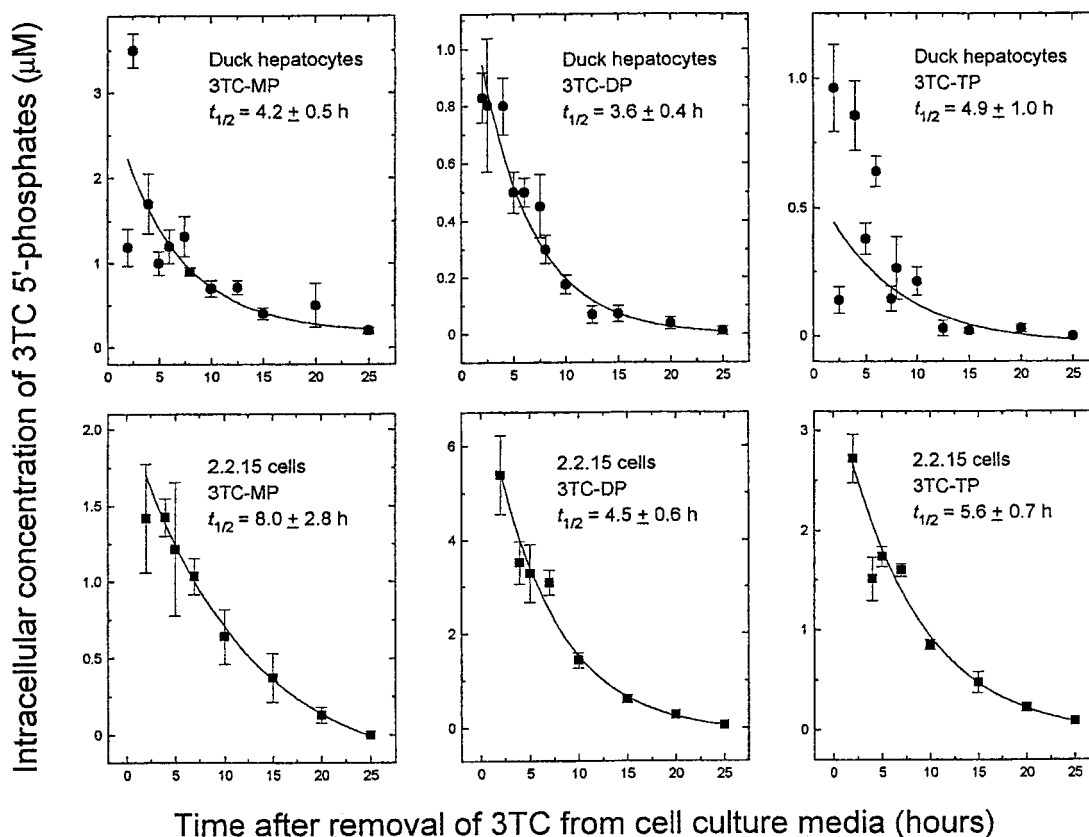 Intracellular concentration of 3TC 5'-phosphates (µM)
Duck hepatocytes
3TC-MP
t1/2 = 4.2 ± 0.5 h
3
2
1
0
0 5 10 15 20 25
Duck hepatocytes
3TC-DP
t1/2 = 3.6 ± 0.4 h
1.0
0.8
0.6
0.4
0.2
0
0 5 10 15 20 25
Duck hepatocytes
3TC-TP
t1/2 = 4.9 ± 1.0 h
1.0
0.5
0
0 5 10 15 20 25
2.2.15 cells
3TC-MP
t1/2 = 8.0 ± 2.8 h
2.0
1.5
1.0
0.5
0
0 5 10 15 20 25
2.2.15 cells
3TC-DP
t1/2 = 4.5 ± 0.6 h
6
4
2
0
0 5 10 15 20 25
2.2.15 cells
3TC-TP
t1/2 = 5.6 ± 0.7 h
3
2
1
0
0 5 10 15 20 25
Time after removal of 3TC from cell culture media (hours)